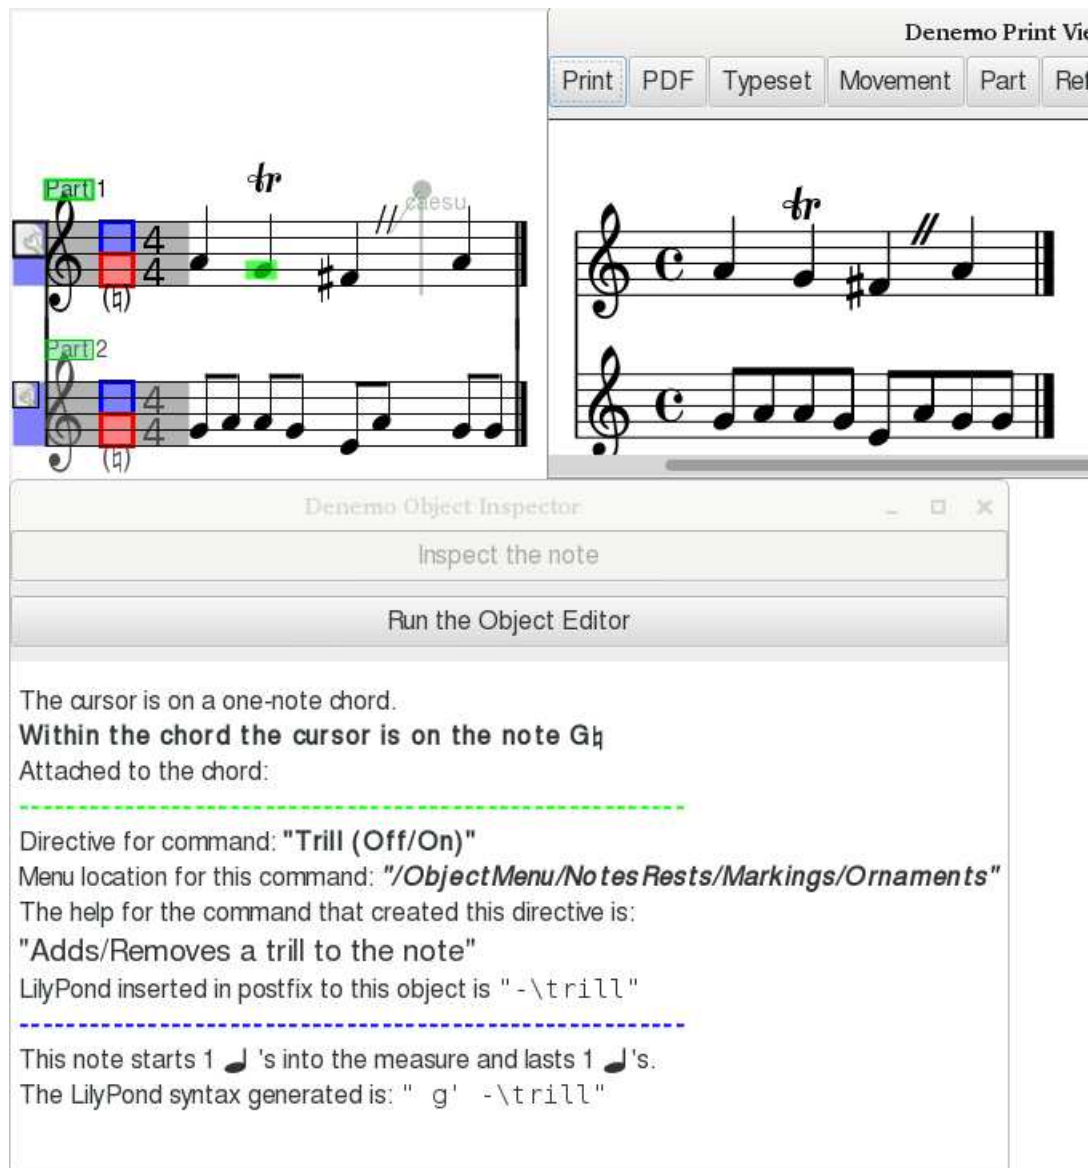 Denemo Print Vie
Print PDF Typeset Movement Part Ref
Part 1
tr
caesu
4
4
(♮)
Part 2
4
4
(♮)
tr
Denemo Object Inspector
Inspect the note
Run the Object Editor
The cursor is on a one-note chord.
Within the chord the cursor is on the note G♮
Attached to the chord:
Directive for command: "Trill (Off/On)"
Menu location for this command: "/ObjectMenu/NotesRests/Markings/Ornaments"
The help for the command that created this directive is:
"Adds/Removes a trill to the note"
LilyPond inserted in postfix to this object is "-\trill"
This note starts 1 ♩ 's into the measure and lasts 1 ♩'s.
The LilyPond syntax generated is: " g' -\trill"